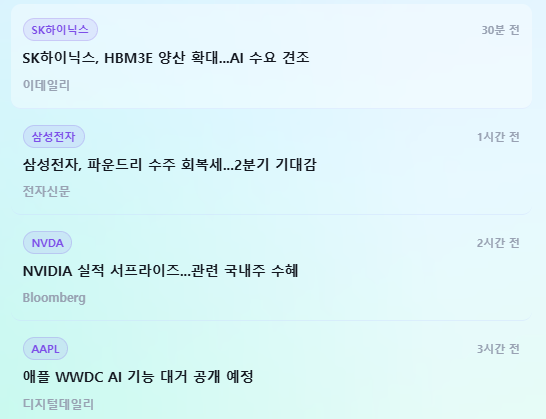 SK하이닉스
30분 전
SK하이닉스, HBM3E 양산 확대...AI 수요 견조
이데일리
삼성전자
1시간 전
삼성전자, 파운드리 수주 회복세...2분기 기대감
전자신문
NVDA
2시간 전
NVIDIA 실적 서프라이즈...관련 국내주 수혜
Bloomberg
AAPL
3시간 전
애플 WWDC AI 기능 대거 공개 예정
디지털데일리